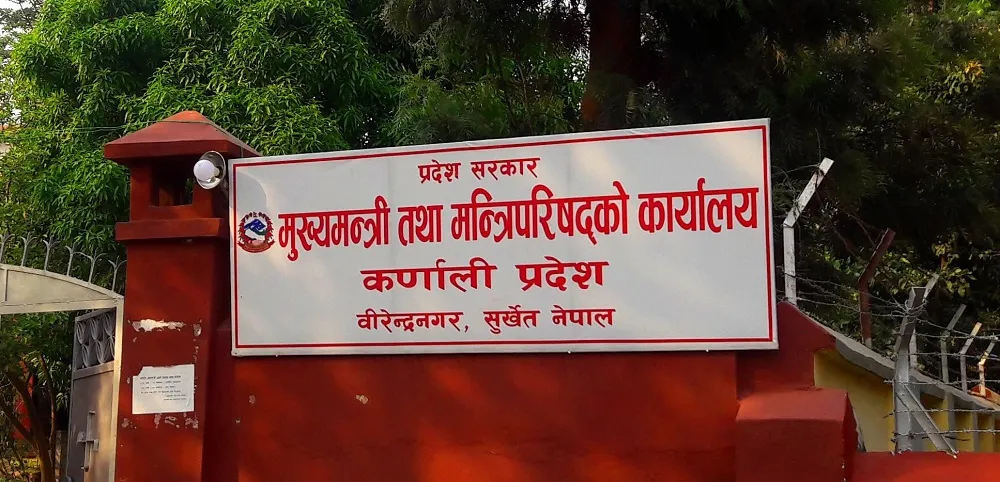 प्रदेश सरकार
मुख्यमन्त्री तथा मन्त्रिपरिषद्को कार्यालय
कर्णाली प्रदेश
वीरेन्द्रनगर, सुर्खेत नेपाल